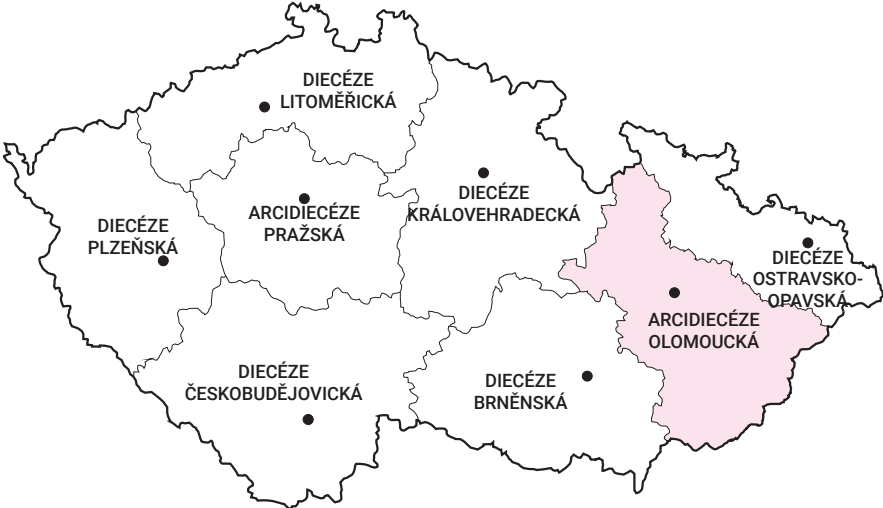 DIECÉZE
LITOMĚŘICKÁ
DIECÉZE
KRÁLOVEHRADECKÁ
ARCIDIECÉZE
PRAŽSKÁ
DIECÉZE
PLZEŇSKÁ
DIECÉZE
OSTRAVSKO-
OPAVSKÁ
ARCIDIECÉZE
OLOMOUCKÁ
DIECÉZE
ČESKOBUDĚJOVICKÁ
DIECÉZE
BRNĚNSKÁ